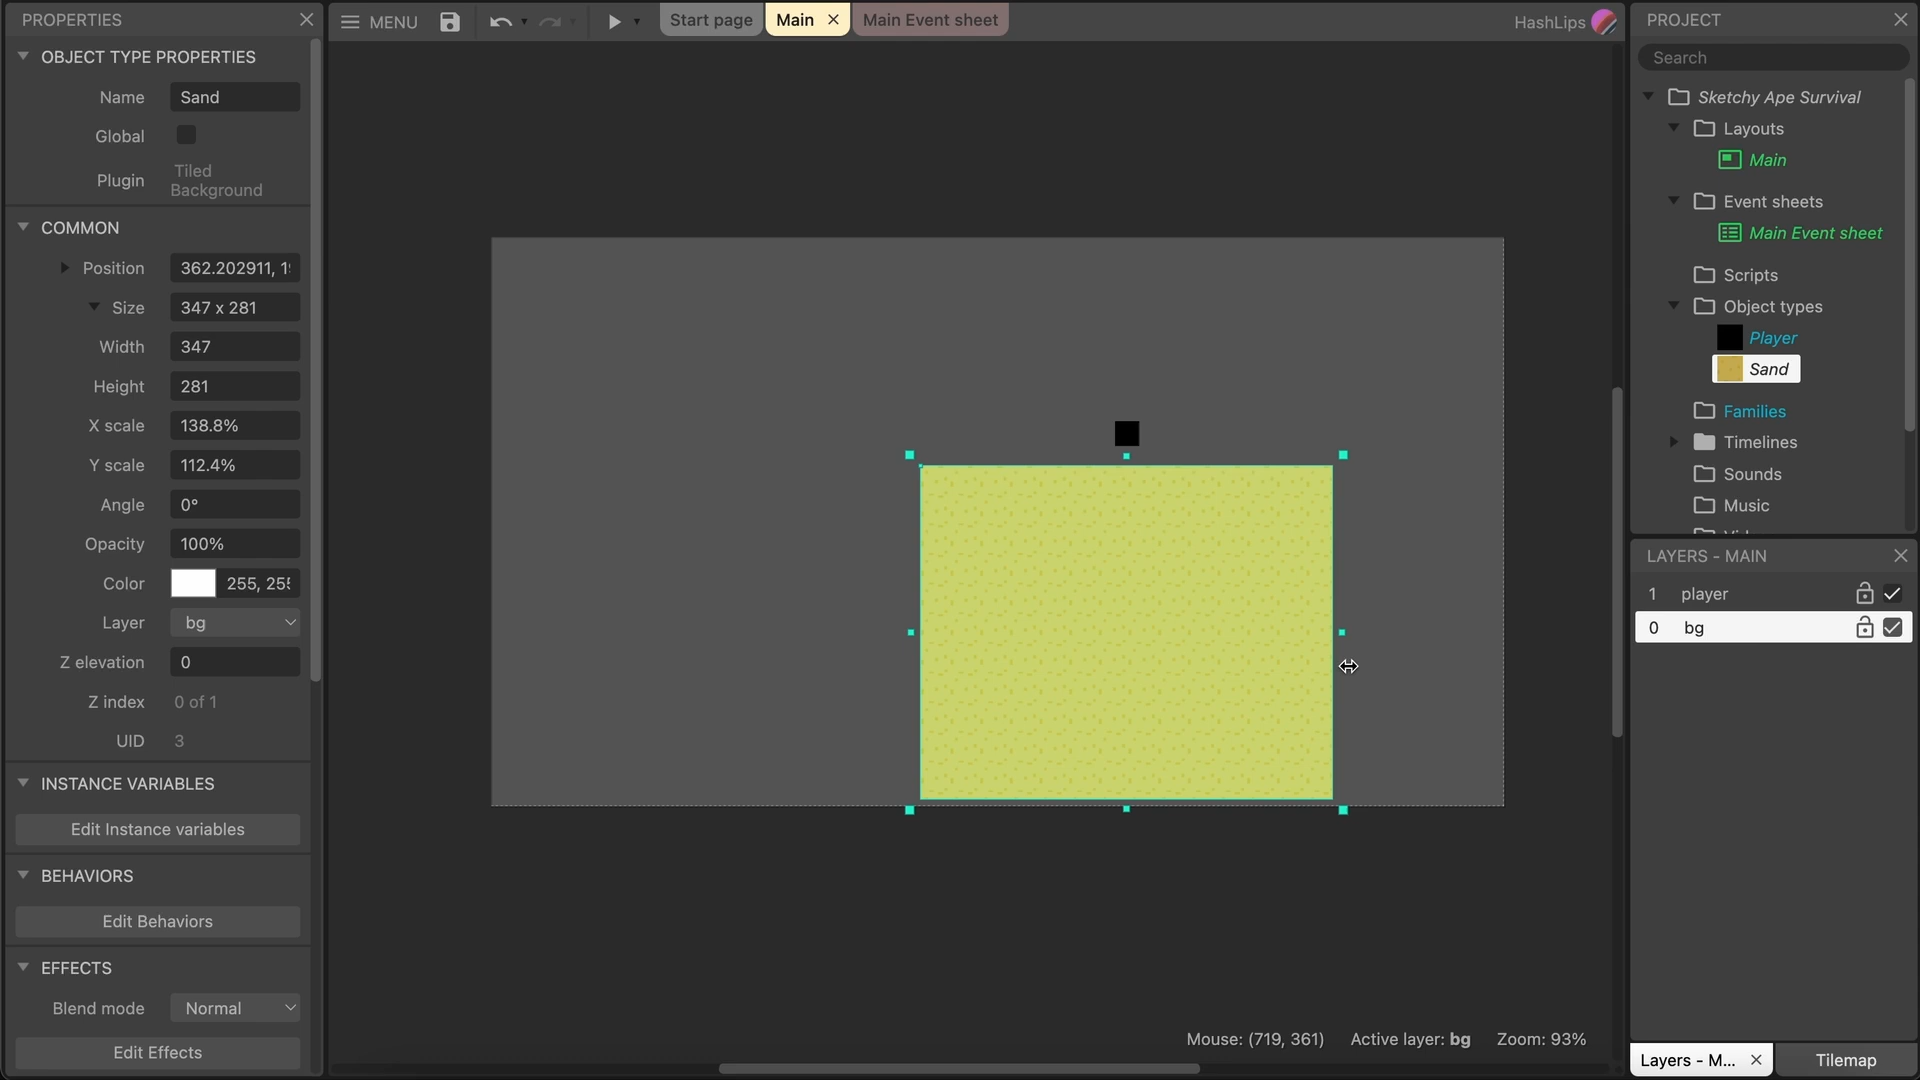 PROPERTIES
OBJECT TYPE PROPERTIES
Name Sand
Global
Plugin Tiled Background
COMMON
Position 362.202911, 1
Size 347 x 281
Width 347
Height 281
X scale 138.8%
Y scale 112.4%
Angle 0°
Opacity 100%
Color 255, 255
Layer bg
Z elevation 0
Z index 0 of 1
UID 3
INSTANCE VARIABLES
Edit Instance variables
BEHAVIORS
Edit Behaviors
EFFECTS
Blend mode Normal
Edit Effects
MENU
Start page
Main
Main Event sheet
HashLips
Mouse: (719, 361) Active layer: bg Zoom: 93%
PROJECT
Search
Sketchy Ape Survival
Layouts
Main
Event sheets
Main Event sheet
Scripts
Object types
Player
Sand
Families
Timelines
Sounds
Music
LAYERS - MAIN
1 player
0 bg
Layers - M...
Tilemap